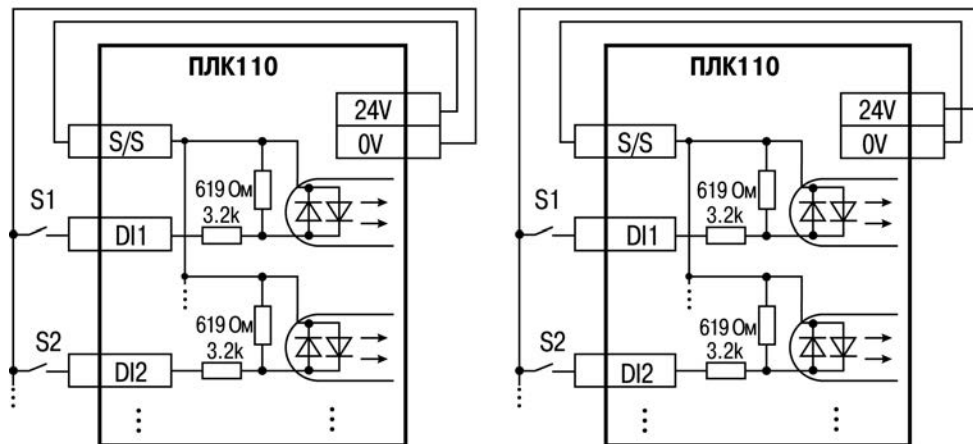 ПЛК110
24V
0V
S/S
619 Ом
3.2k
S1
DI1
619 Ом
3.2k
S2
DI2
ПЛК110
24V
0V
S/S
619 Ом
3.2k
S1
DI1
619 Ом
3.2k
S2
DI2